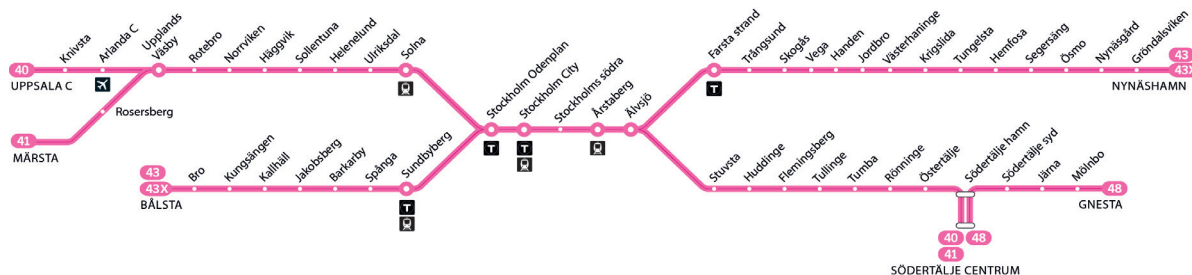 40
UPPSALA C
Knivsta
Arlanda C
Upplands
Väsby
Rotebro
Norrviken
Häggvik
Sollentuna
Helenelund
Ulriksdal
Solna
Rosersberg
41
MÄRSTA
43
43X
BÅLSTA
Bro
Kungsängen
Kallhäll
Jakobsberg
Barkarby
Spånga
Sundbyberg
T
Stockholm Odenplan
T
Stockholm City
T
Stockholms södra
Årstaberg
Älvsjö
Farsta strand
T
Trångsund
Skogås
Vega
Handen
Jordbro
Västerhaninge
Krigslida
Tungelsta
Hemfosa
Segersäng
Ösmo
Nynäsgård
Gröndalsviken
43
43X
NYNÄSHAMN
Stuvsta
Huddinge
Flemingsberg
Tullinge
Tumba
Rönninge
Östertälje
Södertälje hamn
Södertälje syd
Järna
Mölnbo
48
GNESTA
40 48
41
SÖDERTÄLJE CENTRUM